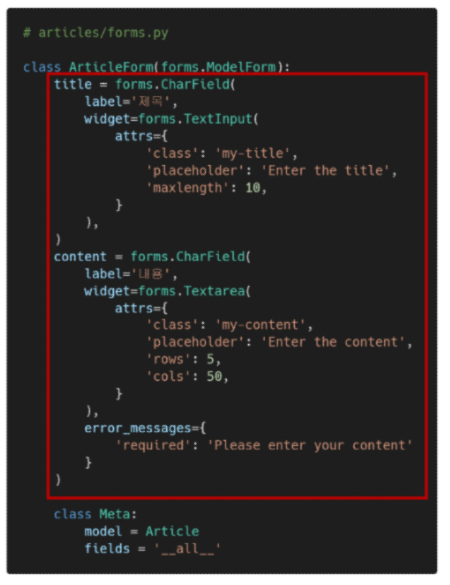 # articles/forms.py
class ArticleForm(forms.ModelForm):
    title = forms.CharField(
        label='제목',
        widget=forms.TextInput(
            attrs={
                'class': 'my-title',
                'placeholder': 'Enter the title',
                'maxlength': 10,
            }
        ),
    )
    content = forms.CharField(
        label='내용',
        widget=forms.Textarea(
            attrs={
                'class': 'my-content',
                'placeholder': 'Enter the content',
                'rows': 5,
                'cols': 50,
            }
        ),
        error_messages={
            'required': 'Please enter your content'
        }
    )
    class Meta:
        model = Article
        fields = '__all__'